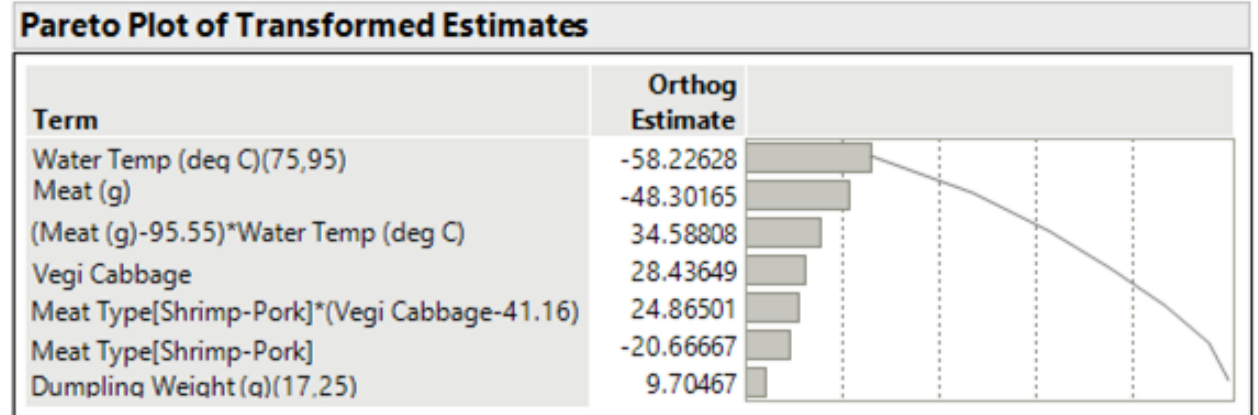 Pareto Plot of Transformed Estimates
Orthog
Term Estimate
Water Temp (deg C)(75,95) -58.22628
Meat (g) -48.30165
(Meat (g)-95.55)*Water Temp (deg C) 34.58808
Vegi Cabbage 28.43649
Meat Type[Shrimp-Pork]*(Vegi Cabbage-41.16) 24.86501
Meat Type[Shrimp-Pork] -20.66667
Dumpling Weight (g)(17,25) 9.70467